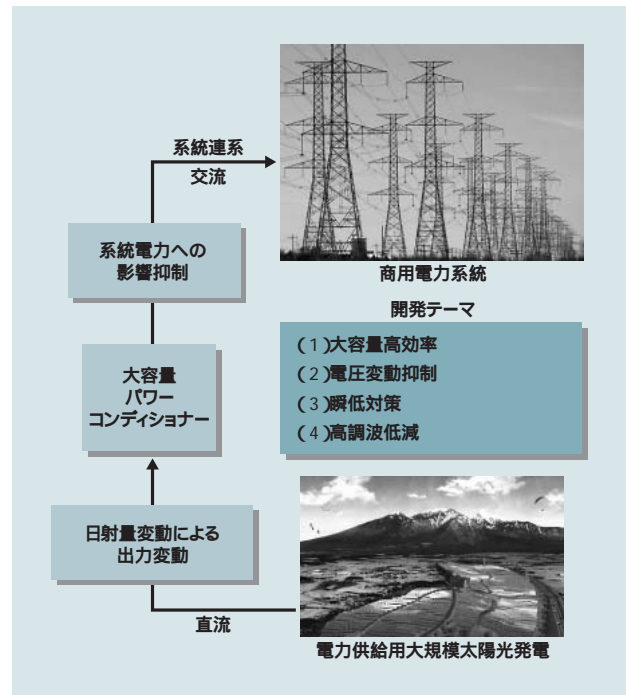 系統連系
交流
系統電力への
影響抑制
商用電力系統
開発テーマ
(1)大容量高効率
(2)電圧変動抑制
(3)瞬低対策
(4)高調波低減
大容量
パワー
コンディショナー
日射量変動による
出力変動
直流
電力供給用大規模太陽光発電